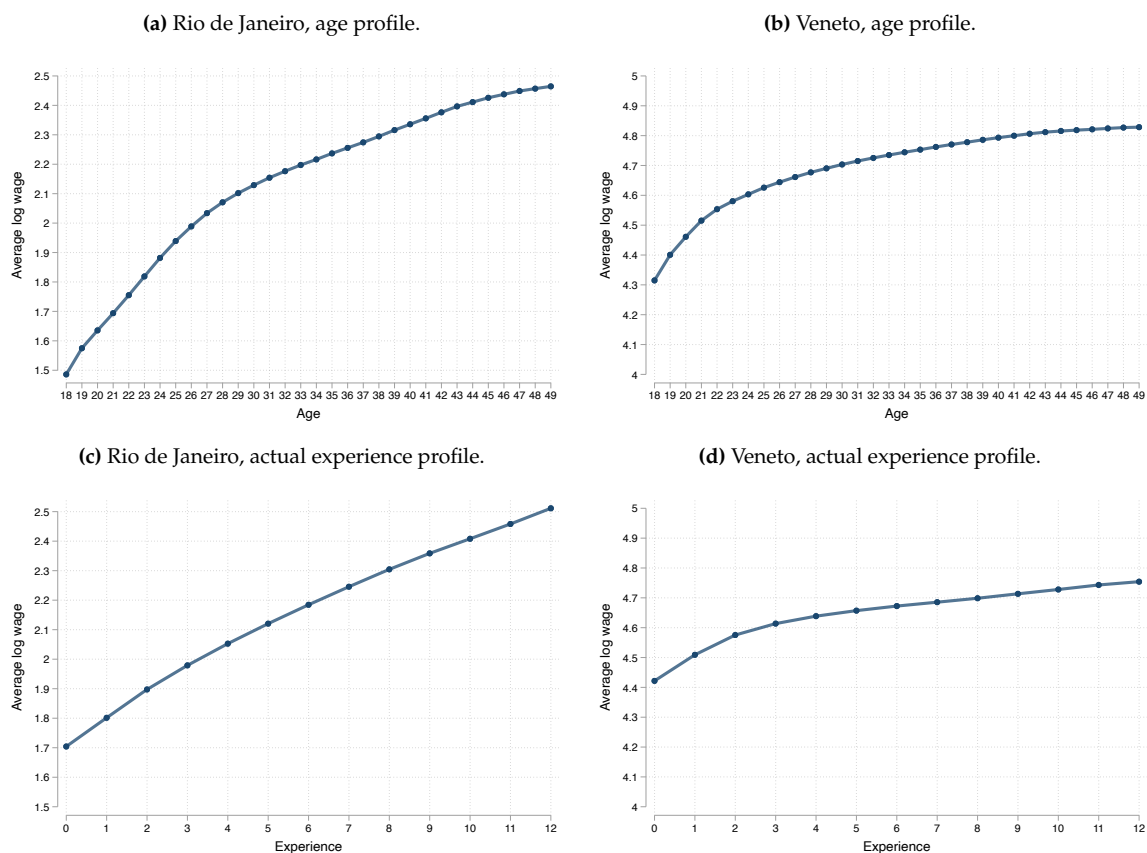 (a) Rio de Janeiro, age profile.
2.5
2.4
2.3
2.2
2.1
2
1.9
1.8
1.7
1.6
1.5
Average log wage
18 19 20 21 22 23 24 25 26 37 28 29 30 31 32 33 34 35 36 37 38 39 40 41 42 43 44 45 46 47 48 49
Age
(b) Veneto, age profile.
5
4.9
4.8
4.7
4.6
4.5
4.4
4.3
4.2
4.1
4
Average log wage
18 19 20 21 22 23 24 25 26 37 28 29 30 31 32 33 34 35 36 37 38 39 40 41 42 43 44 45 46 47 48 49
Age
(c) Rio de Janeiro, actual experience profile.
2.5
2.4
2.3
2.2
2.1
2
1.9
1.8
1.7
1.6
1.5
Average log wage
0 1 2 3 4 5 6 7 8 9 10 11 12
Experience
(d) Veneto, actual experience profile.
5
4.9
4.8
4.7
4.6
4.5
4.4
4.3
4.2
4.1
4
Average log wage
0 1 2 3 4 5 6 7 8 9 10 11 12
Experience